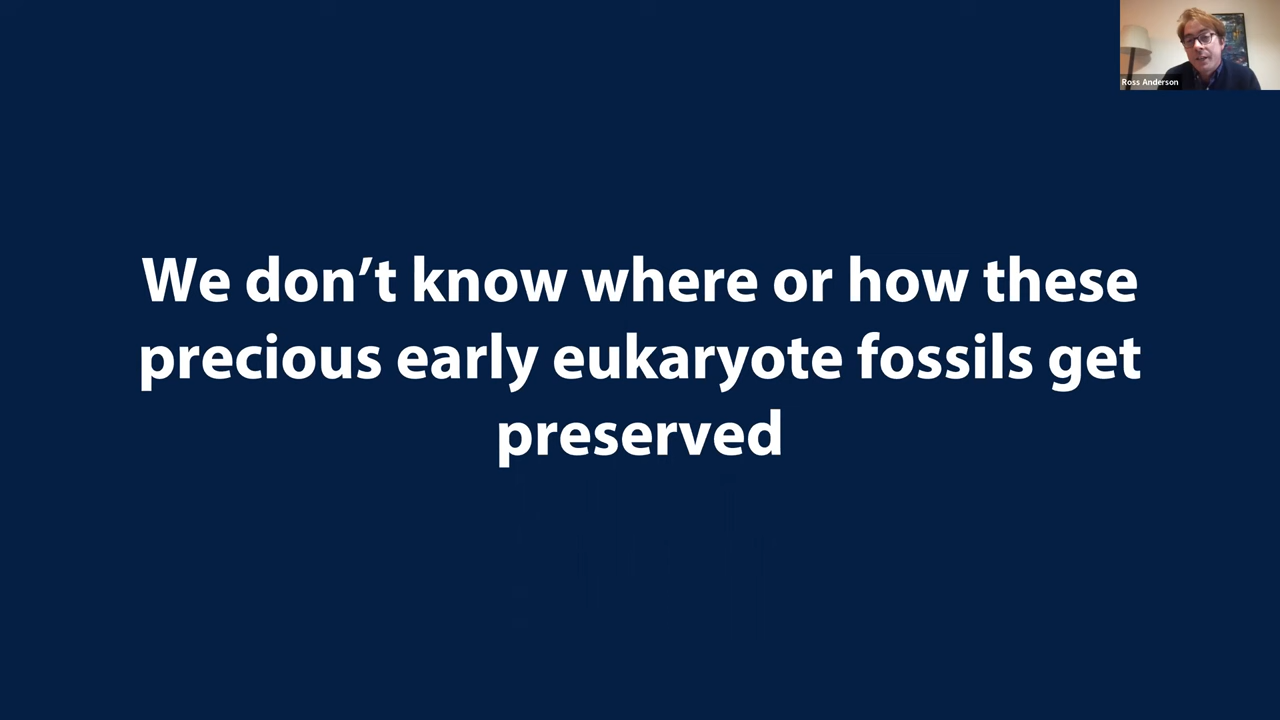 Ross Anderson
We don’t know where or how these
precious early eukaryote fossils get
preserved